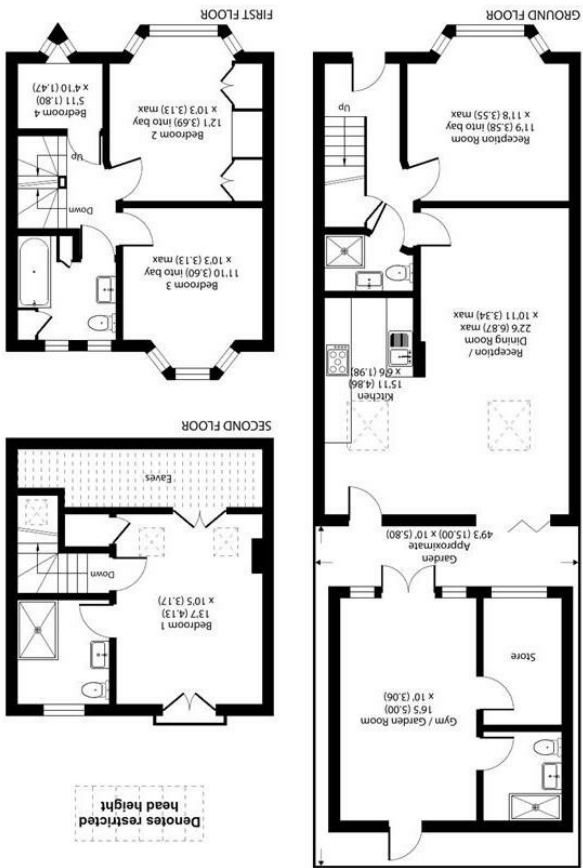 Denotes restricted
head height
Bedroom 1
13'7 (4.13)
x 10'5 (3.17)
Down
Eaves
SECOND FLOOR
Bedroom 3
11'10 (3.60) into bay
x 10'3 (3.13) max
Down
Up
Bedroom 2
12'1 (3.69) into bay
x 10'3 (3.13) max
Bedroom 4
5'11 (1.80)
x 4'10 (1.47)
FIRST FLOOR
Store
Gym / Garden Room
16'5 (5.00)
x 10' (3.06)
Garden
Approximate
49'3 (15.00) x 10' (5.80)
Kitchen
15'11 (4.86)
x 6'6 (1.98)
Reception /
Dining Room
22'6 (6.87) max
x 10'11 (3.34) max
Up
Reception Room
11'9 (3.58) into bay
x 11'8 (3.55) max
GROUND FLOOR